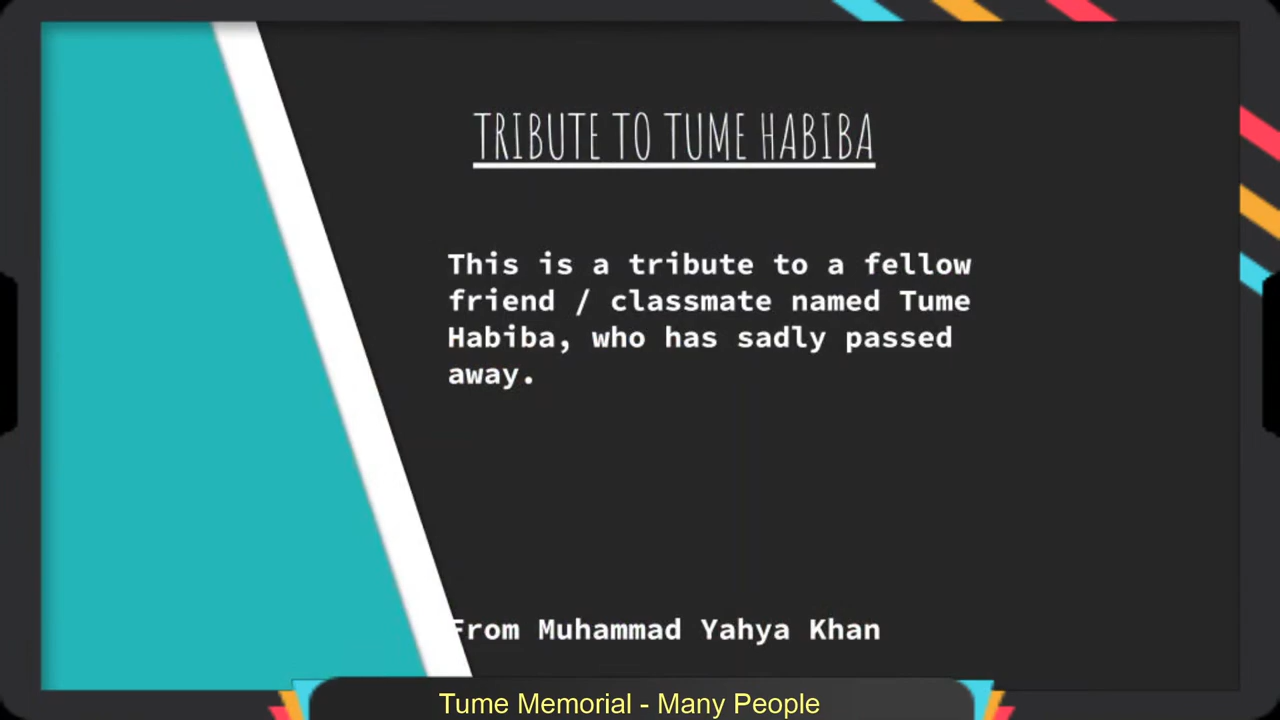 TRIBUTE TO TUME HABIBA
This is a tribute to a fellow
friend / classmate named Tume
Habiba, who has sadly passed
away.
From Muhammad Yahya Khan
Tume Memorial - Many People